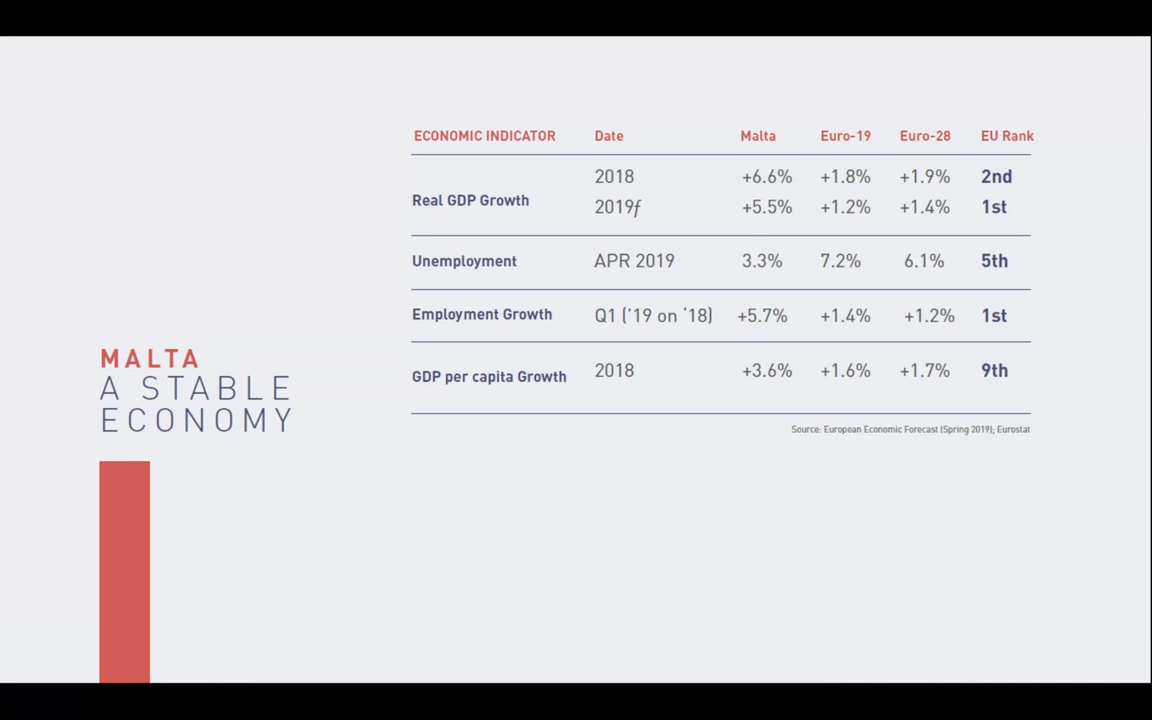 MALTA
A STABLE
ECONOMY
ECONOMIC INDICATOR Date Malta Euro-19 Euro-28 EU Rank
Real GDP Growth
2018 +6.6% +1.8% +1.9% 2nd
2019f +5.5% +1.2% +1.4% 1st
Unemployment APR 2019 3.3% 7.2% 6.1% 5th
Employment Growth Q1 ('19 on ‘18) +5.7% +1.4% +1.2% 1st
GDP per capita Growth 2018 +3.6% +1.6% +1.7% 9th
Source: European Economic Forecast (Spring 2019); Eurostat